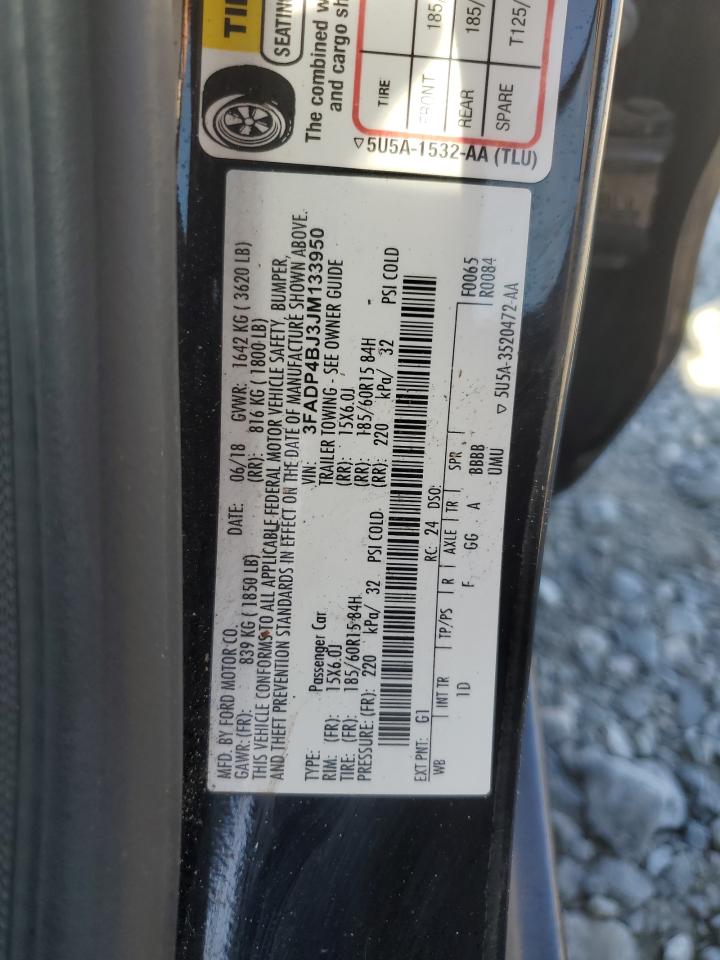 TIR
SEATING
The combined w
and cargo sh
TIRE 185/
FRONT
REAR 185/
SPARE T125/
▽5U5A-1532-AA (TLU)
MFD. BY FORD MOTOR CO. DATE: 06/18 GVWR: 1642 KG ( 3620 LB)
GAWR: (FR): 839 KG ( 1850 LB) (RR): 816 KG ( 1800 LB)
THIS VEHICLE CONFORMS TO ALL APPLICABLE FEDERAL MOTOR VEHICLE SAFETY, BUMPER,
AND THEFT PREVENTION STANDARDS IN EFFECT ON THE DATE OF MANUFACTURE SHOWN ABOVE.
VIN: 3FADP4BJ3JM133950
TYPE: Passenger Car TRAILER TOWING - SEE OWNER GUIDE
RIM: (FR): 15X6.0J (RR): 15X6.0J
TIRE: (FR): 185/60R15 84H (RR): 185/60R15 84H
PRESSURE: (FR): 220 kPa/ 32 PSI COLD (RR): 220 kPa/ 32 PSI COLD
EXT PNT: G1 RC: 24 DSO: F0065
WB INT TR TP/PS R AXLE TR SPR R0084
1D F GG A BBBB
UMU ▽ 5U5A-3520472-AA